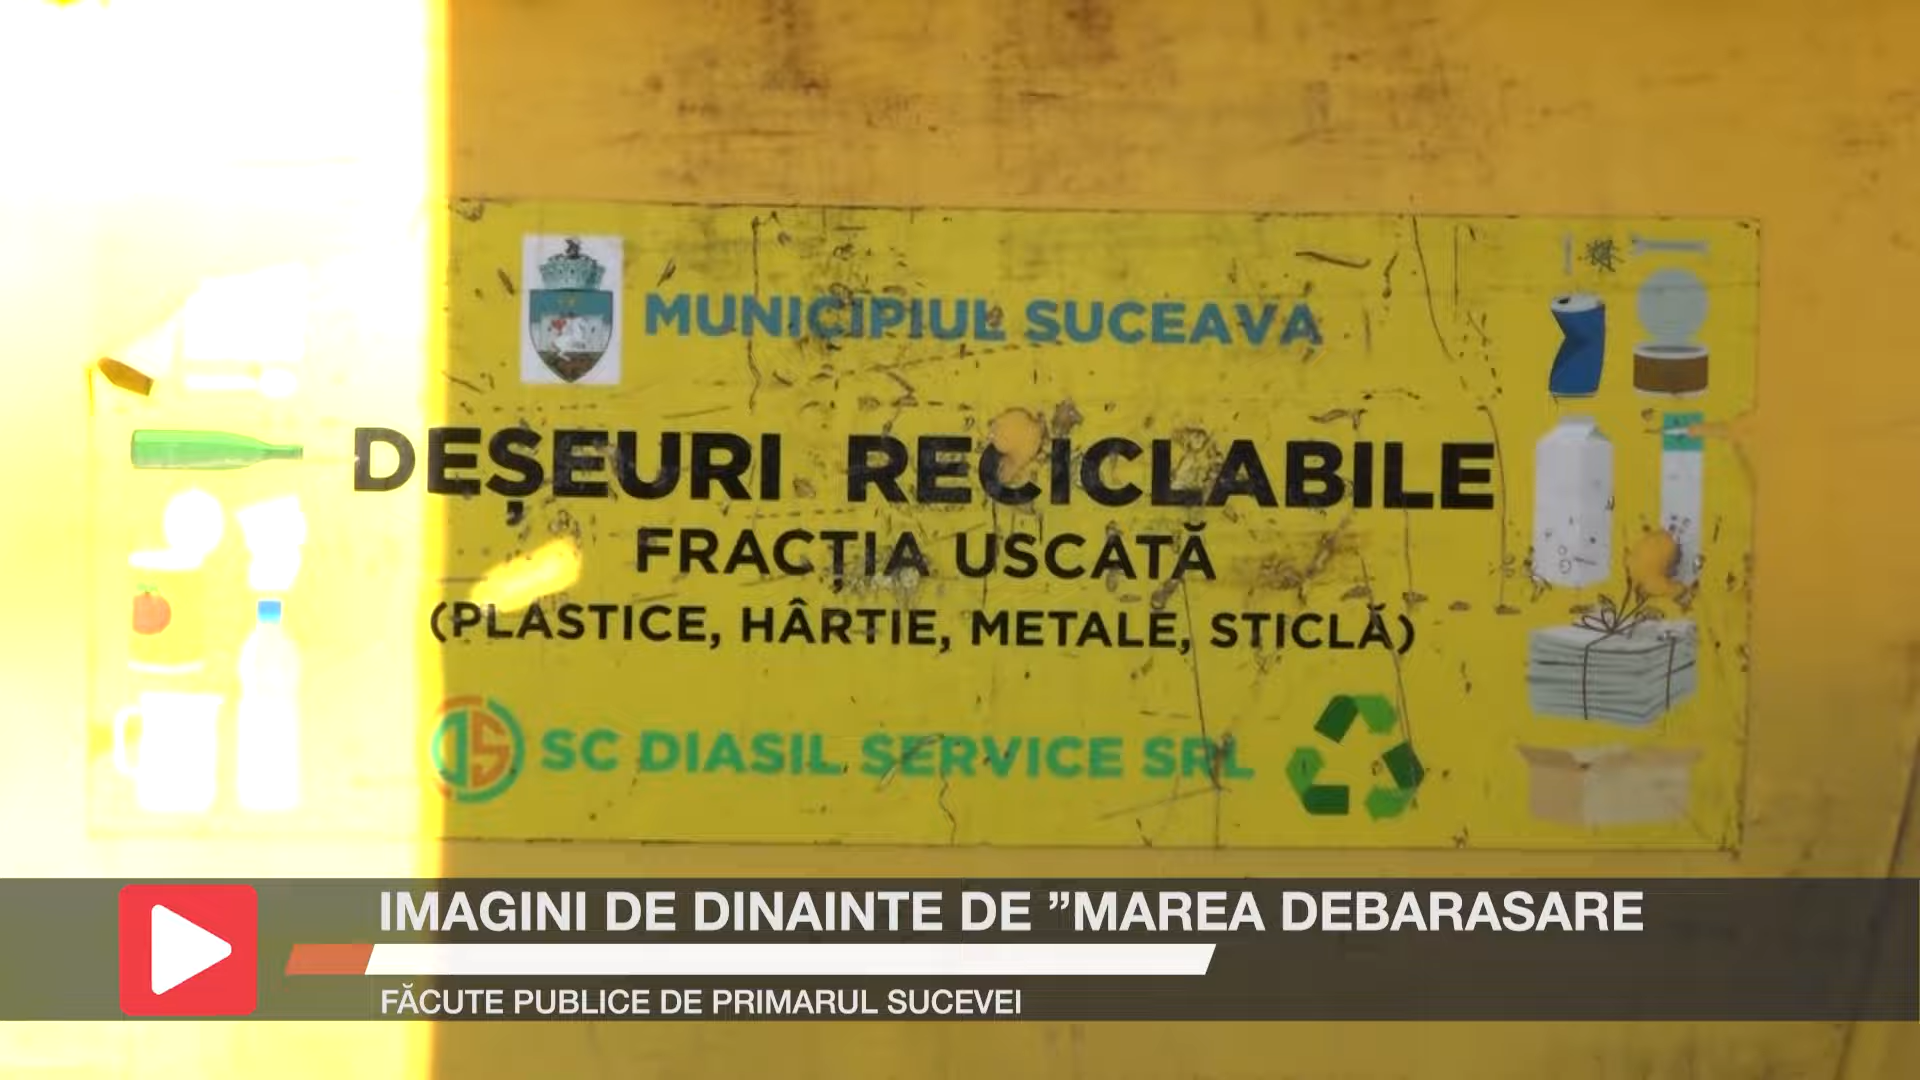 MUNICIPIUL SUCEAVA
DEȘEURI RECICLABILE
FRACȚIA USCATĂ
(PLASTICE, HÂRTIE, METALE, STICLĂ)
DS SC DIASIL SERVICE SRL
IMAGINI DE DINAINTE DE ”MAREA DEBARASARE
FĂCUTE PUBLICE DE PRIMARUL SUCEVEI